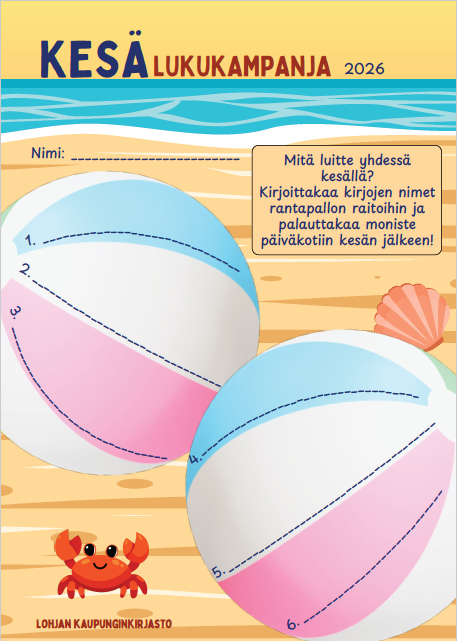 KESÄ LUKUKAMPANJA 2026
Nimi:
Mitä luitte yhdessä
kesällä?
Kirjoittakaa kirjojen nimet
rantapallon raitoihin ja
palauttakaa moniste
päiväkotiin kesän jälkeen!
1.
2.
3.
4.
5.
6.
LOHJAN KAUPUNGINKIRJASTO